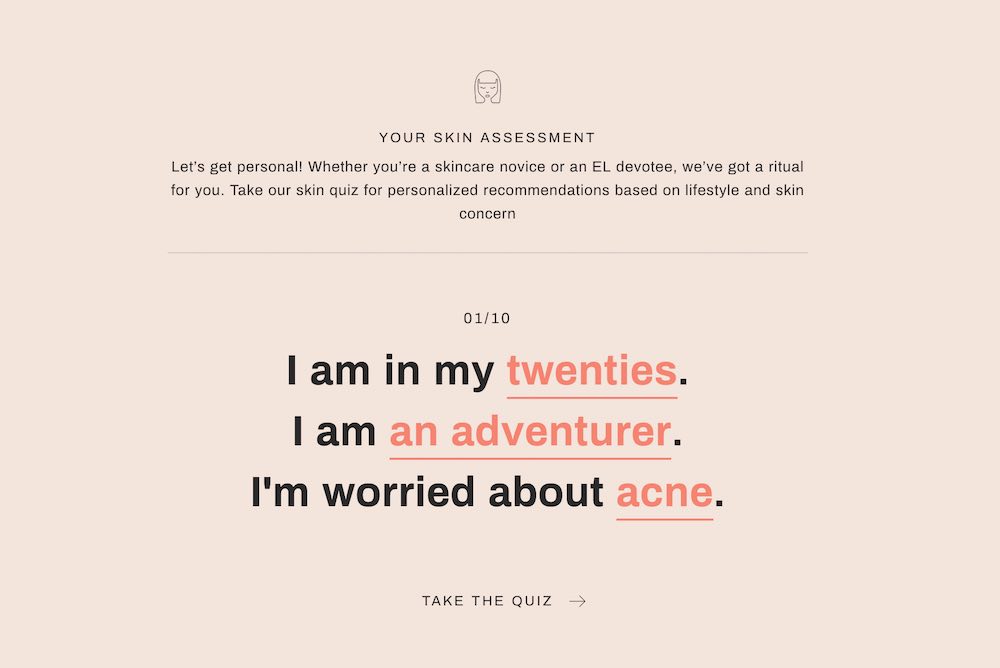 YOUR SKIN ASSESSMENT
Let’s get personal! Whether you’re a skincare novice or an EL devotee, we’ve got a ritual
for you. Take our skin quiz for personalized recommendations based on lifestyle and skin
concern
01/10
I am in my twenties.
I am an adventurer.
I'm worried about acne.
TAKE THE QUIZ →